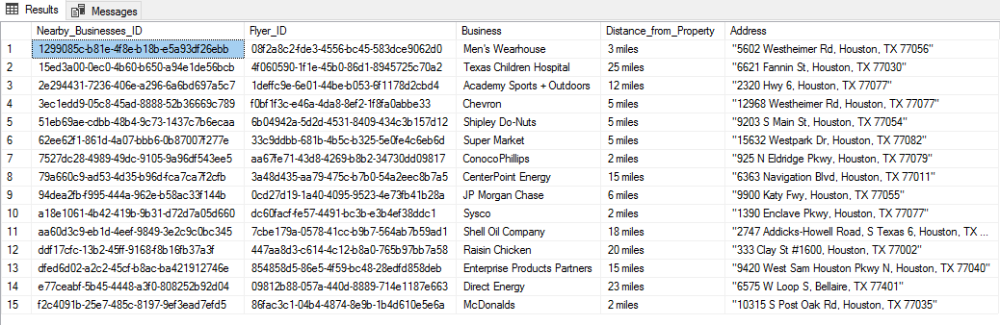 Results Messages
Nearby_Businesses_ID Flyer_ID Business Distance_from_Property Address
1 1299085c-b81e-4f8e-b18b-e5a93df26ebb 08f2a8c2-fde3-4556-bc45-583dce9062d0 Men's Wearhouse 3 miles "5602 Westheimer Rd, Houston, TX 77056"
2 15ed3a00-0ec0-4b60-b650-a94e1de56bcb 4f060590-1f1e-45b0-86d1-8945725c70a2 Texas Children Hospital 25 miles "6621 Fannin St, Houston, TX 77030"
3 2e294431-7236-406e-a296-6a6bd697a5c7 1deffc9e-6e01-44be-b053-6f1178d2cbd4 Academy Sports + Outdoors 12 miles "2320 Hwy 6, Houston, TX 77077"
4 3ec1edd9-05c8-45ad-8888-52b36669c789 f0bf1f3c-e46a-4da8-8ef2-1f8fa0abbe33 Chevron 5 miles "12968 Westheimer Rd, Houston, TX 77077"
5 51eb69ae-cdbb-48b4-9c73-1437c7b6ecaa 6b04942a-5d2d-4531-8409-434c3b157d12 Shipley Do-Nuts 5 miles "9203 S Main St, Houston, TX 77054"
6 62ee62f1-861d-4a07-bbb6-0b87007f277e 33c9ddbb-681b-4b5c-b325-5e0fe4c6eb6d Super Market 5 miles "15632 Westpark Dr, Houston, TX 77082"
7 7527dc28-4989-49dc-9105-9a96df543ee5 aa67fe71-43d8-4269-b8b2-34730dd09817 ConocoPhillips 2 miles "925 N Eldridge Pkwy, Houston, TX 77079"
8 79a660c9-ad53-4d35-b96d-fca7ca7f2cfb 3a48d435-aa79-475c-b7b0-54a2eec8b7a5 CenterPoint Energy 15 miles "6363 Navigation Blvd, Houston, TX 77011"
9 94dea2fb-f995-444a-962e-b58ac33f144b 0cd27d19-1a40-4095-9523-4e73fb41b28a JP Morgan Chase 6 miles "9900 Katy Fwy, Houston, TX 77055"
10 a18e1061-4b42-419b-9b31-d72d7a05d660 dc60facf-fe57-4491-bc3b-e3b4ef38ddc1 Sysco 2 miles "1390 Enclave Pkwy, Houston, TX 77077"
11 aa60d3c9-eb1d-4eef-9849-3e2c9c0bc345 7cbe179a-0578-41cc-b9b7-564ab7b59ad1 Shell Oil Company 18 miles "2747 Addicks-Howell Road, S Texas 6, Houston, TX ...
12 ddf17cfc-13b2-45ff-9168-f8b16fb37a3f 447aa8d3-c614-4c12-b8a0-765b97bb7a58 Raisin Chicken 20 miles "333 Clay St #1600, Houston, TX 77002"
13 dfed6d02-a2c2-45cf-b8ac-ba421912746e 854858d5-86e5-4f59-bc48-28edfd858deb Enterprise Products Partners 15 miles "9420 West Sam Houston Pkwy N, Houston, TX 77040"
14 e77ceabf-5b45-4448-a3f0-808252b92d04 09812b88-057a-440d-8889-714e1187e663 Direct Energy 23 miles "6575 W Loop S, Bellaire, TX 77401"
15 f2c4091b-25e7-485c-8197-9ef3ead7efd5 86fac3c1-04b4-4874-8e9b-1b4d610e5e6a McDonalds 2 miles "10315 S Post Oak Rd, Houston, TX 77035"